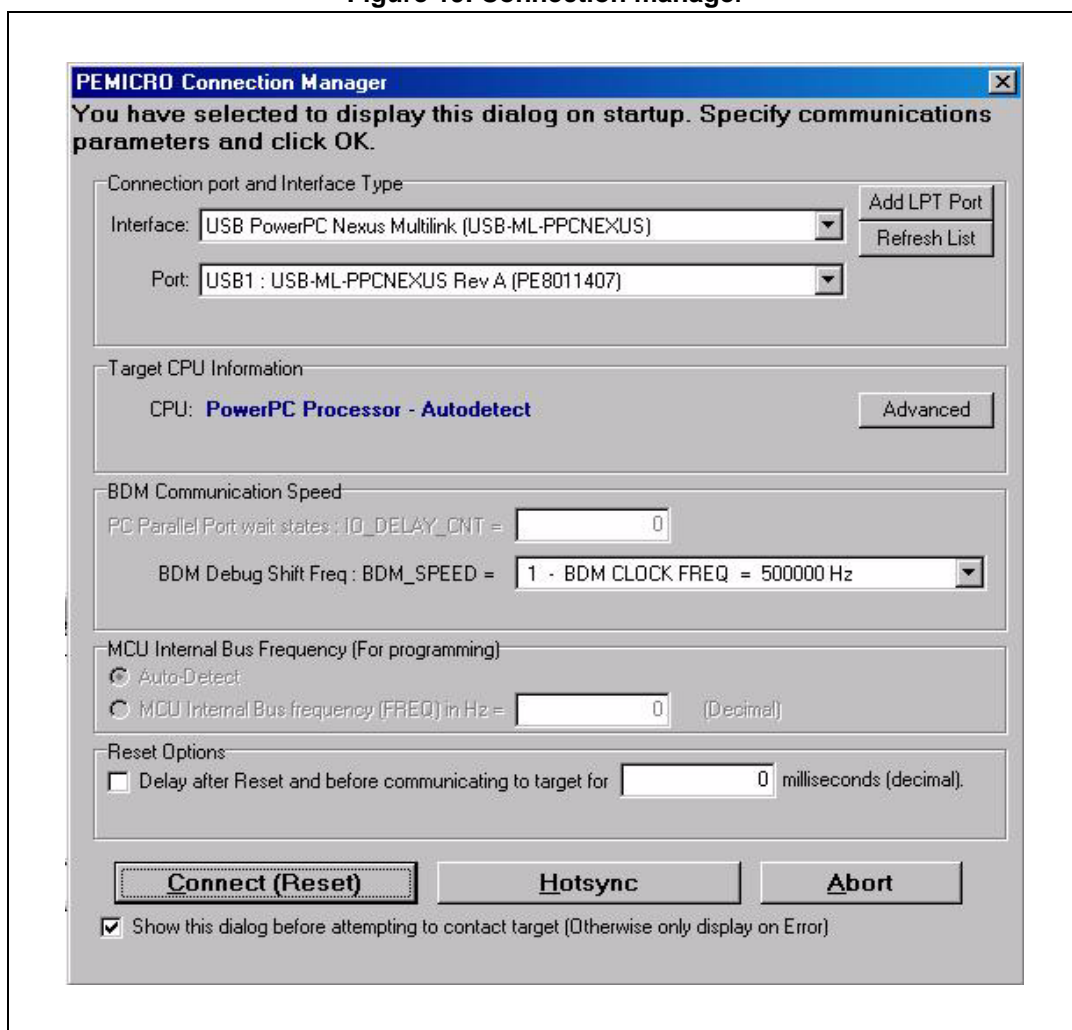 PEMICRO Connection Manager
You have selected to display this dialog on startup. Specify communications
parameters and click OK.
Connection port and Interface Type
Add LPT Port
Interface: USB PowerPC Nexus Multilink (USB-ML-PPCNEXUS)
Refresh List
Port: USB1 : USB-ML-PPCNEXUS Rev A (PE8011407)
Target CPU Information
CPU: PowerPC Processor - Autodetect
Advanced
BDM Communication Speed
PC Parallel Port wait states : IO_DELAY_CNT = 0
BDM Debug Shift Freq : BDM_SPEED = 1 - BDM CLOCK FREQ = 500000 Hz
MCU Internal Bus Frequency (For programming)
Auto-Detect
MCU Internal Bus frequency (FREQ) in Hz = 0 (Decimal)
Reset Options
Delay after Reset and before communicating to target for 0 milliseconds (decimal).
Connect (Reset) Hotsync Abort
Show this dialog before attempting to contact target (Otherwise only display on Error)